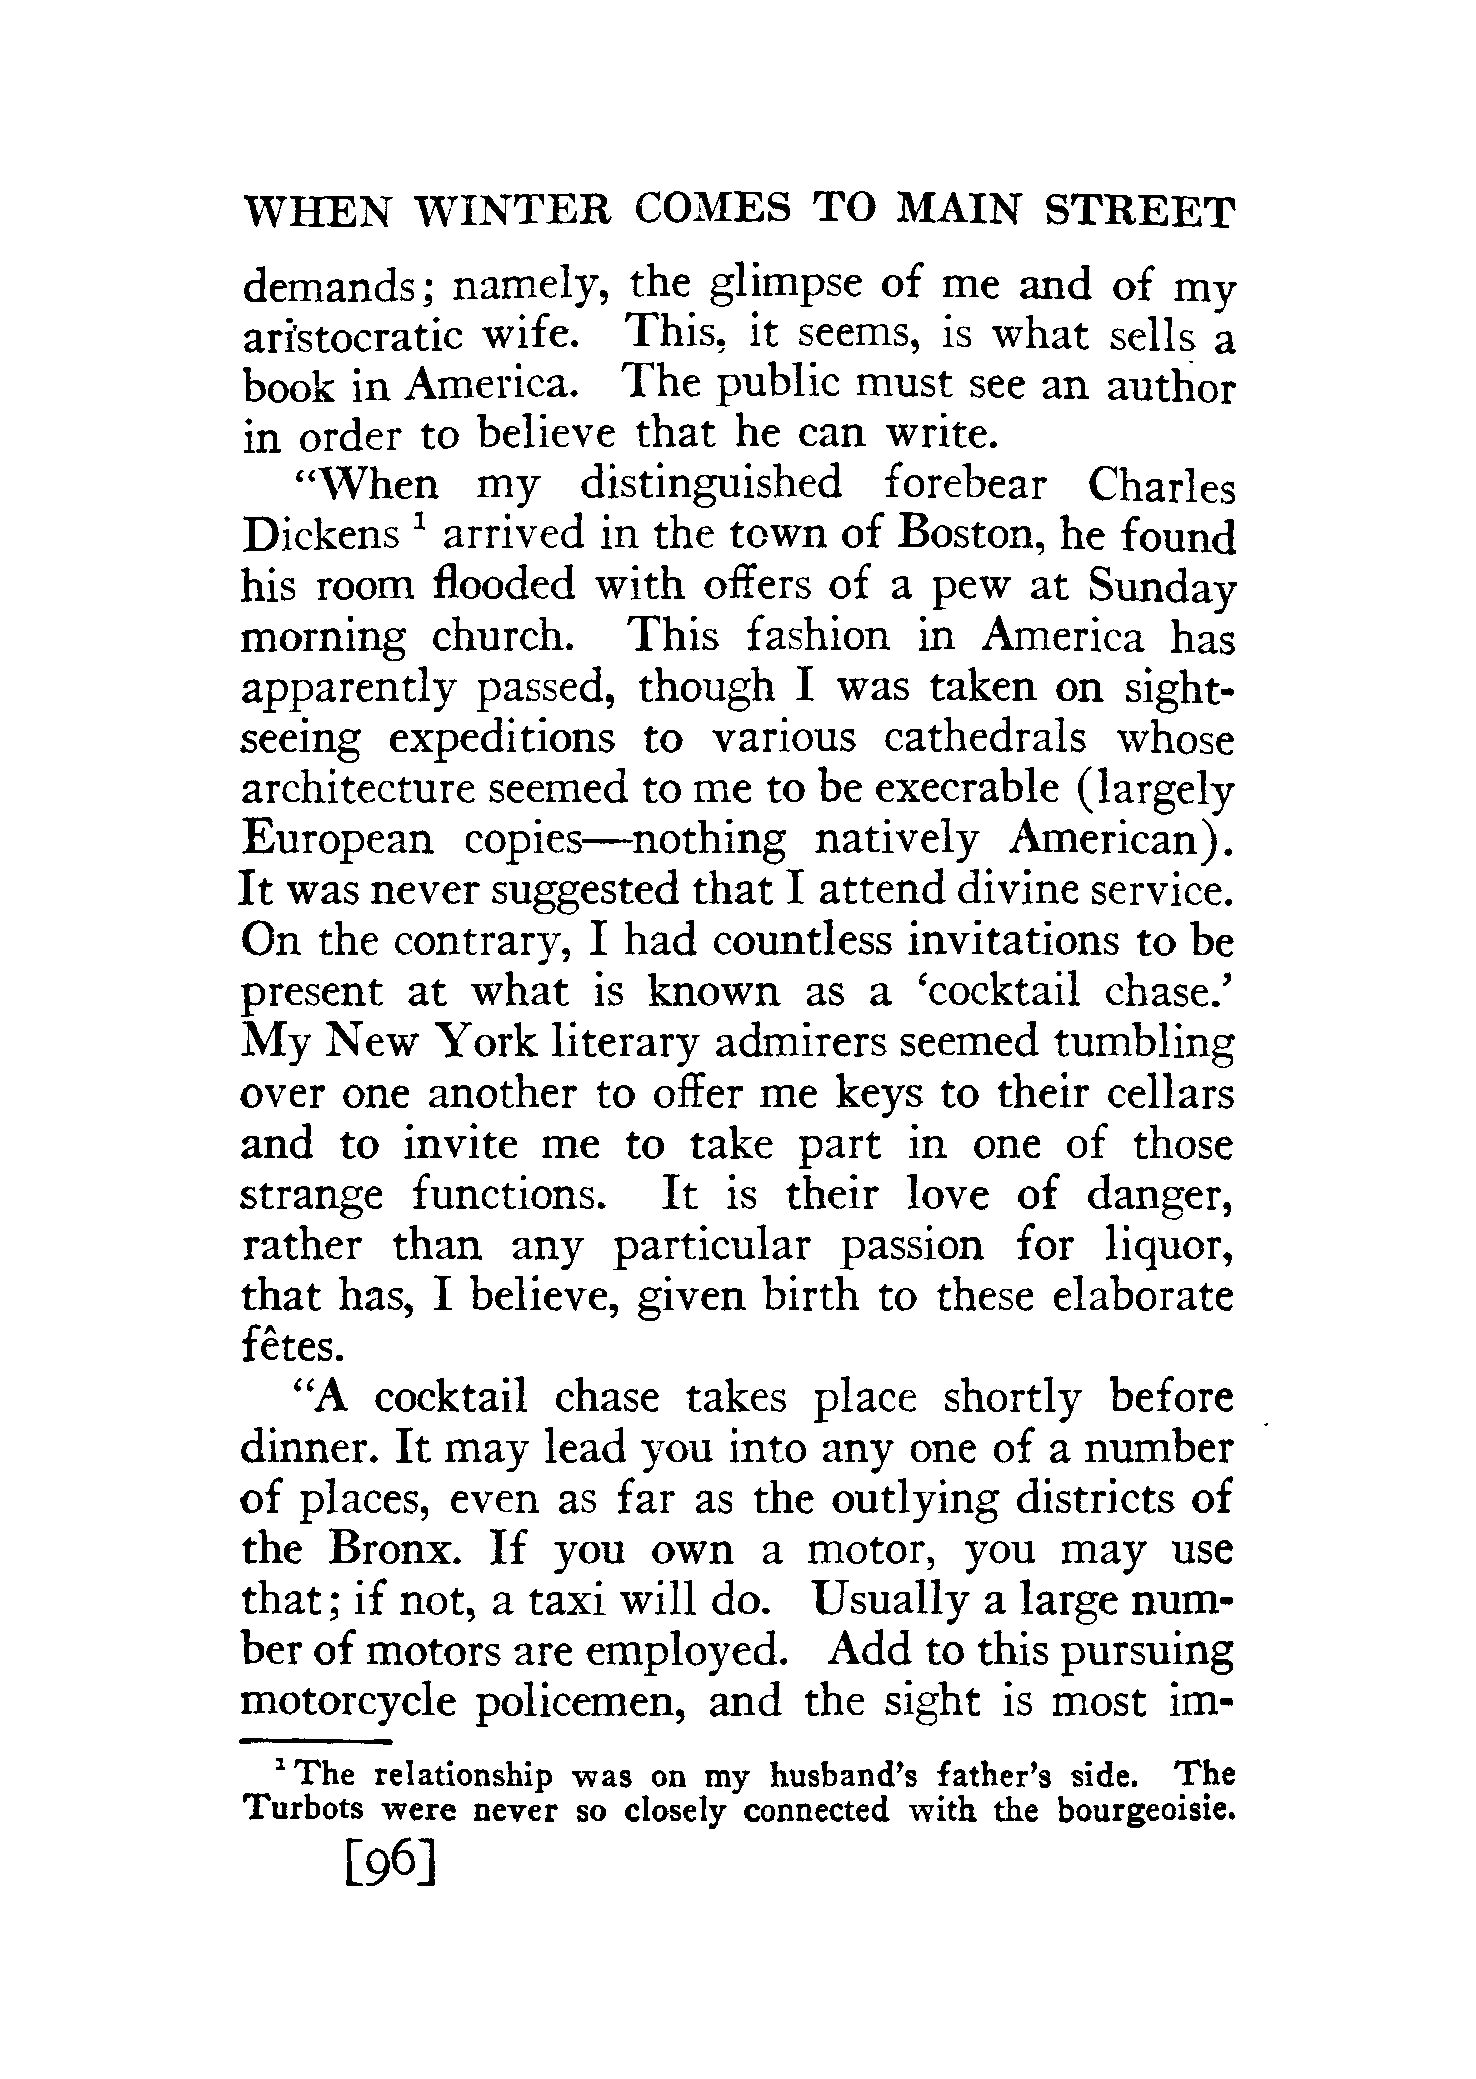 WHEN WINTER COMES TO MAIN STREET
demands; namely, the glimpse of me and of my
aristocratic wife. This, it seems, is what sells a
book in America. The public must see an author
in order to believe that he can write.
“When my distinguished forebear Charles
Dickens ¹ arrived in the town of Boston, he found
his room flooded with offers of a pew at Sunday
morning church. This fashion in America has
apparently passed, though I was taken on sight-
seeing expeditions to various cathedrals whose
architecture seemed to me to be execrable (largely
European copies—nothing natively American).
It was never suggested that I attend divine service.
On the contrary, I had countless invitations to be
present at what is known as a ‘cocktail chase.’
My New York literary admirers seemed tumbling
over one another to offer me keys to their cellars
and to invite me to take part in one of those
strange functions. It is their love of danger,
rather than any particular passion for liquor,
that has, I believe, given birth to these elaborate
fêtes.
“A cocktail chase takes place shortly before
dinner. It may lead you into any one of a number
of places, even as far as the outlying districts of
the Bronx. If you own a motor, you may use
that; if not, a taxi will do. Usually a large num-
ber of motors are employed. Add to this pursuing
motorcycle policemen, and the sight is most im-
¹ The relationship was on my husband’s father’s side. The
Turbots were never so closely connected with the bourgeoisie.
[96]